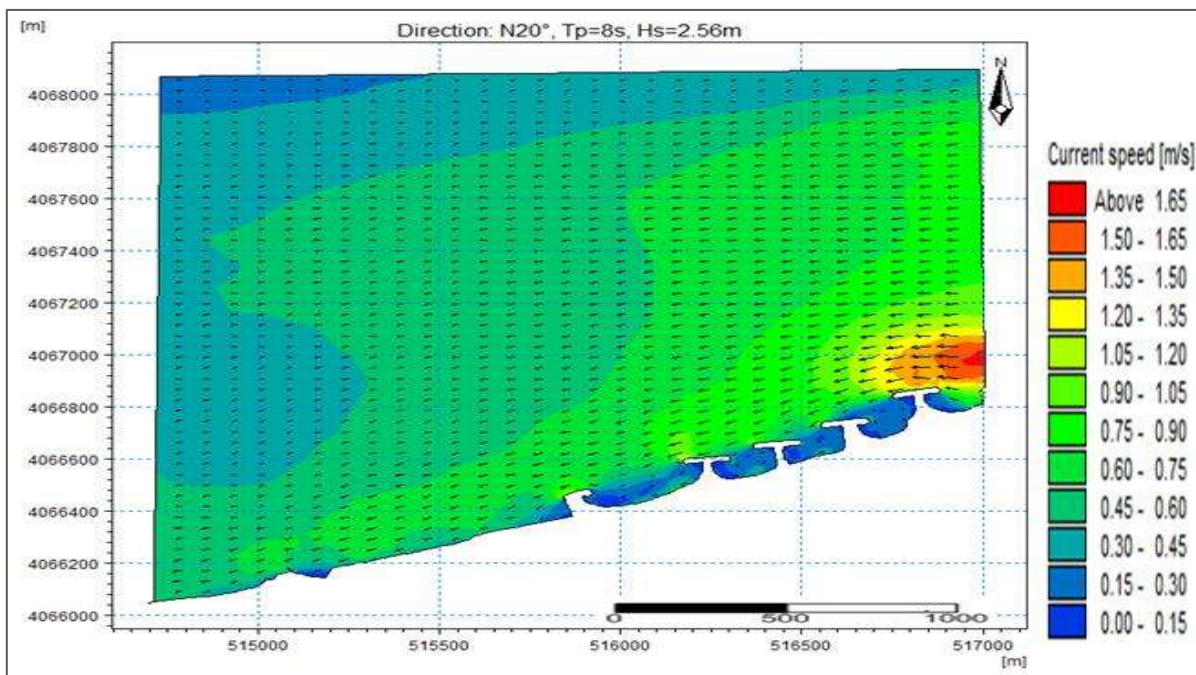 [m]
Direction: N20°, Tp=8s, Hs=2.56m
N
4068000
4067800
4067600
4067400
4067200
4067000
4066800
4066600
4066400
4066200
4066000
515000
515500
516000
516500
517000
[m]
0
500
1000
Current speed [m/s]
Above 1.65
1.50 - 1.65
1.35 - 1.50
1.20 - 1.35
1.05 - 1.20
0.90 - 1.05
0.75 - 0.90
0.60 - 0.75
0.45 - 0.60
0.30 - 0.45
0.15 - 0.30
0.00 - 0.15